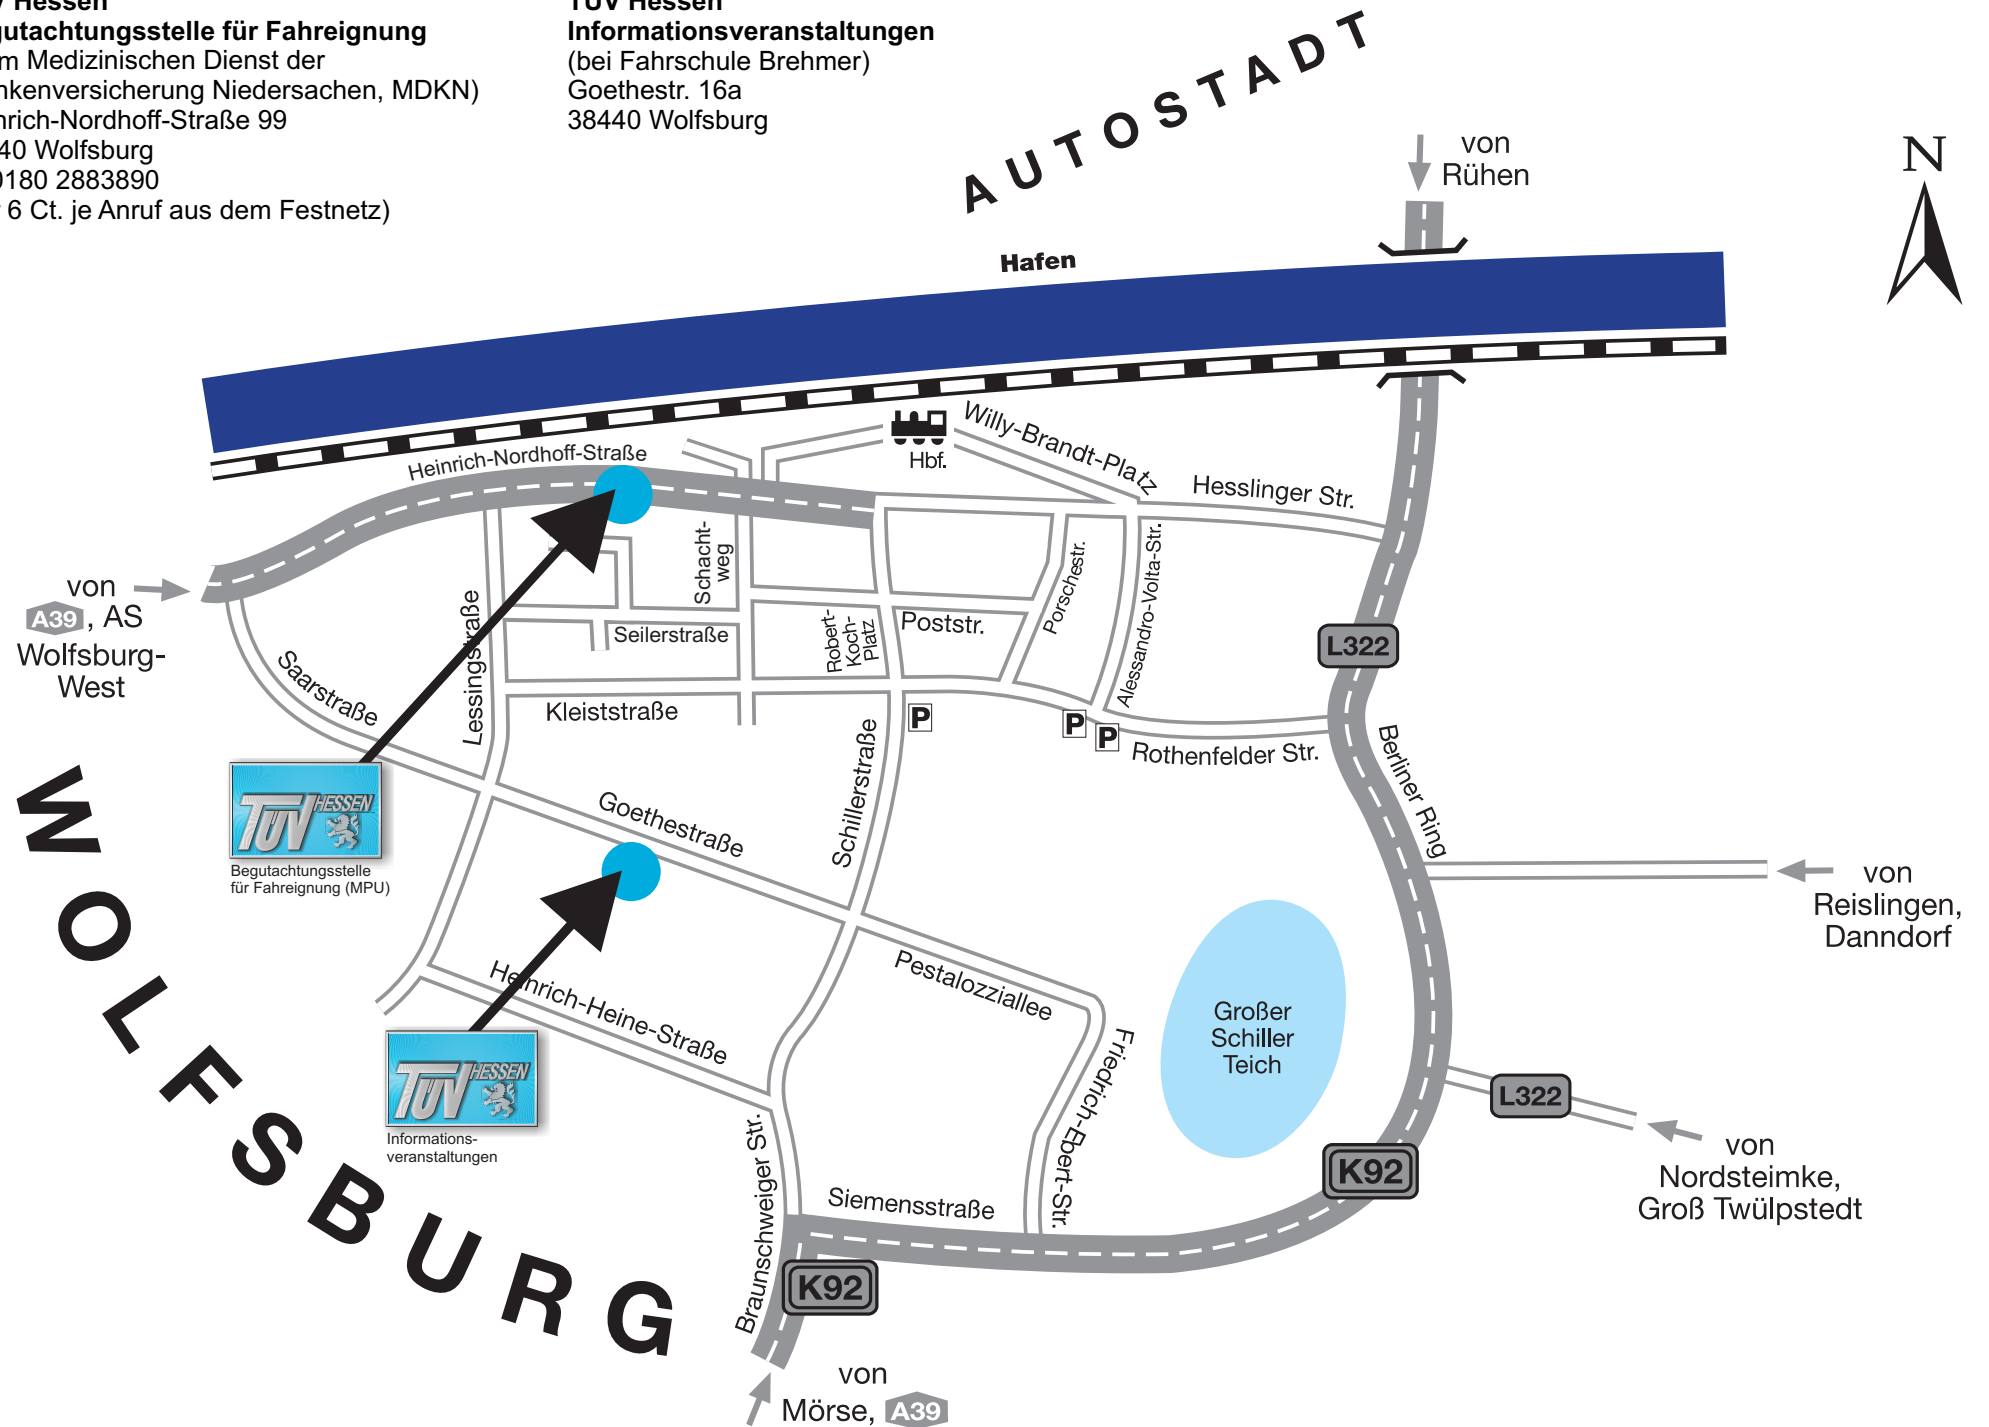 Hessen
gutachtungsstelle für Fahreignung
m Medizinischen Dienst der
nkenversicherung Niedersachen, MDKN)
nrich-Nordhoff-Straße 99
40 Wolfsburg
0180 2883890
6 Ct. je Anruf aus dem Festnetz)
TÜV Hessen
Informationsveranstaltungen
(bei Fahrschule Brehmer)
Goethestr. 16a
38440 Wolfsburg
AUTOSTADT
von
Rühen
N
Hafen
Heinrich-Nordhoff-Straße
Hbf.
Willy-Brandt-Platz
Hesslinger Str.
Schacht-
weg
Porschestr.
Alessandro-Volta-Str.
von
A39, AS
Wolfsburg-
West
Saarstraße
Lessingstraße
Seilerstraße
Robert-
Koch-
Platz
Poststr.
L322
Kleiststraße
P
P
P
Rothenfelder Str.
Schillerstraße
Berliner Ring
TÜV HESSEN
Begutachtungsstelle
für Fahreignung (MPU)
Goethestraße
von
Reislingen,
Danndorf
WOLFSBURG
Heinrich-Heine-Straße
Pestalozziallee
Großer
Schiller
Teich
TÜV HESSEN
Informations-
veranstaltungen
Friedrich-Ebert-Str.
L322
von
Nordsteimke,
Groß Twülpstedt
K92
Braunschweiger Str.
Siemensstraße
K92
von
Mörse, A39